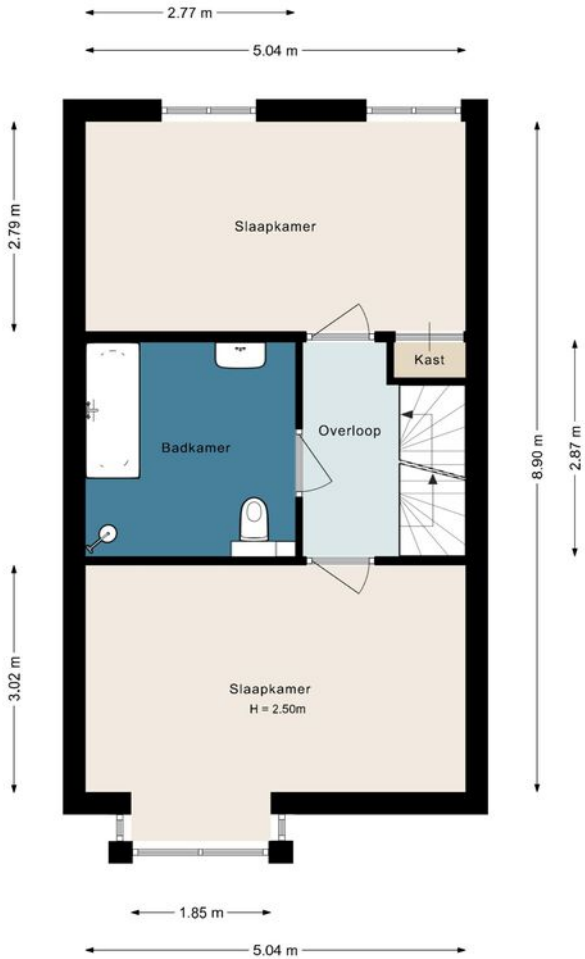 2.77 m
5.04 m
2.79 m
Slaapkamer
Kast
Overloop
Badkamer
8.90 m
2.87 m
3.02 m
Slaapkamer
H = 2.50m
1.85 m
5.04 m